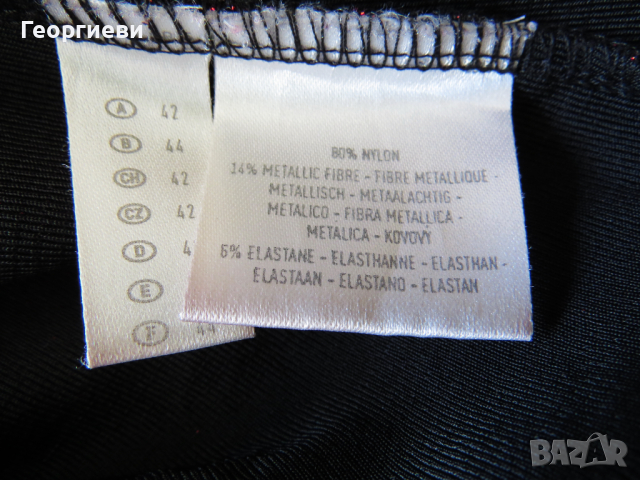 Георгиеви
A 42
B 44
CH 42
CZ 42
D 4
E
F 44
80% NYLON
14% METALLIC FIBRE - FIBRE METALLIQUE -
METALLISCH - METAALACHTIG -
METALICO - FIBRA METALLICA -
METALICA - KOVOVY
6% ELASTANE - ELASTHANNE - ELASTHAN -
ELASTAAN - ELASTANO - ELASTAN
BAZAR